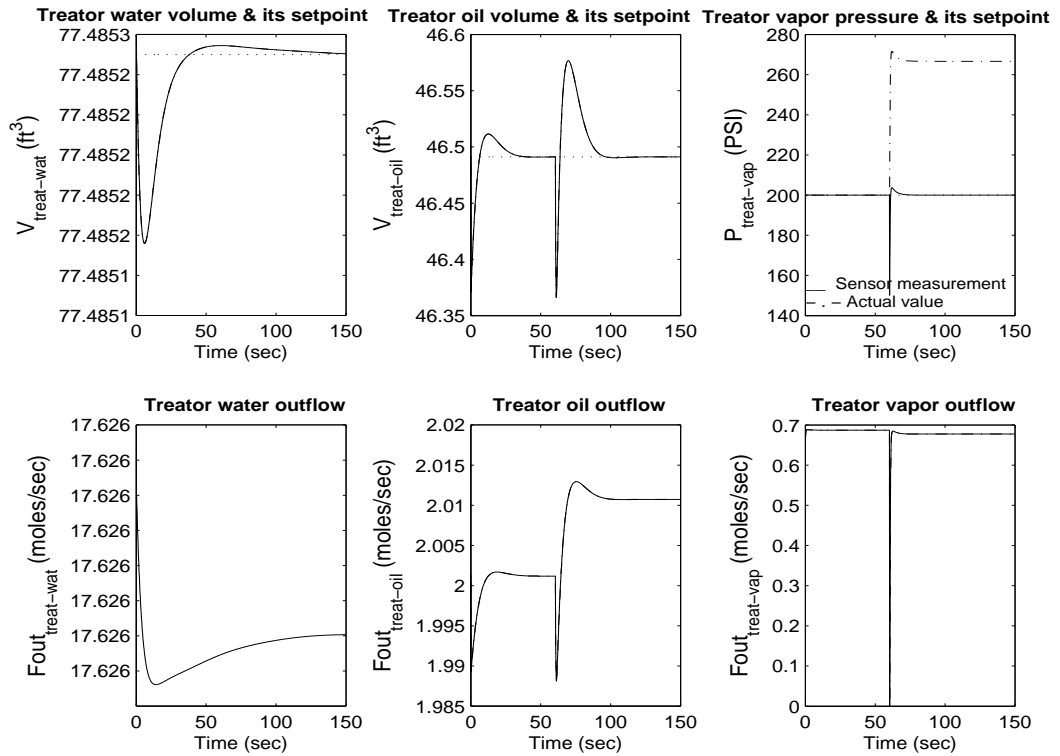 Treator water volume & its setpoint
77.4853
77.4852
77.4852
77.4852
77.4852
77.4852
77.4851
77.4851
V_treat−wat (ft^3)
0 50 100 150
Time (sec)
Treator oil volume & its setpoint
46.6
46.55
46.5
46.45
46.4
46.35
V_treat−oil (ft^3)
0 50 100 150
Time (sec)
Treator vapor pressure & its setpoint
280
260
240
220
200
180
160
140
P_treat−vap (PSI)
Sensor measurement
Actual value
0 50 100 150
Time (sec)
Treator water outflow
17.626
17.626
17.626
17.626
17.626
17.626
17.626
17.626
Fout_treat−wat (moles/sec)
0 50 100 150
Time (sec)
Treator oil outflow
2.02
2.015
2.01
2.005
2
1.995
1.99
1.985
Fout_treat−oil (moles/sec)
0 50 100 150
Time (sec)
Treator vapor outflow
0.7
0.6
0.5
0.4
0.3
0.2
0.1
0
Fout_treat−vap (moles/sec)
0 50 100 150
Time (sec)